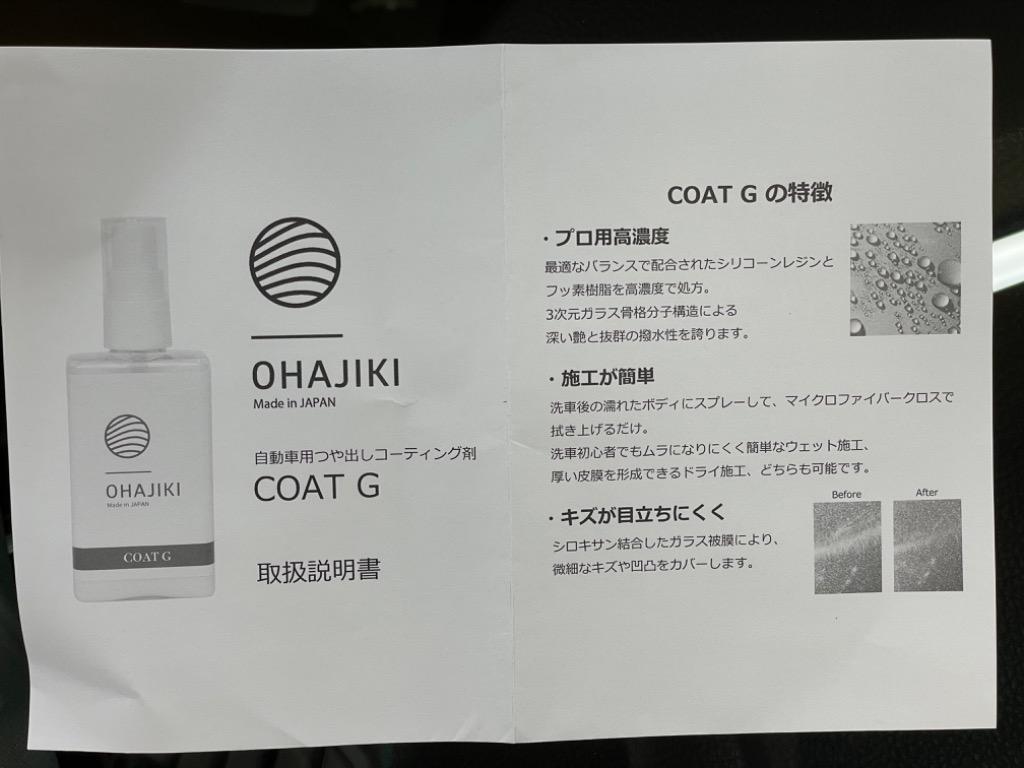 OHAJIKI
Made in JAPAN
COAT G
OHAJIKI
Made in JAPAN
自動車用つや出しコーティング剤
COAT G
取扱説明書
COAT G の特徴
・プロ用高濃度
最適なバランスで配合されたシリコーンレジンと
フッ素樹脂を高濃度で処方。
3次元ガラス骨格分子構造による
深い艶と抜群の撥水性を誇ります。
・施工が簡単
洗車後の濡れたボディにスプレーして、マイクロファイバークロスで
拭き上げるだけ。
洗車初心者でもムラになりにくく簡単なウェット施工、
厚い皮膜を形成できるドライ施工、どちらも可能です。
・キズが目立ちにくく
シロキサン結合したガラス被膜により、
微細なキズや凹凸をカバーします。
Before
After